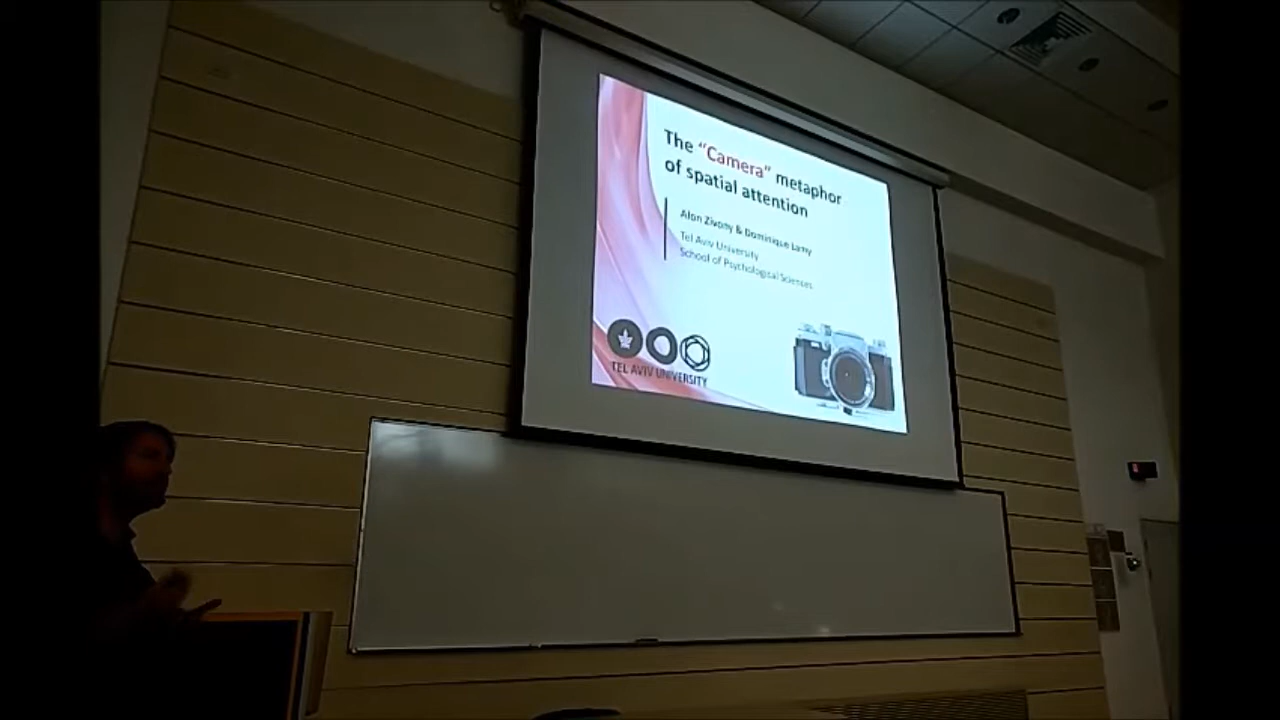 The “Camera” metaphor
of spatial attention
Alon Zivony & Dominique Lamy
Tel Aviv University
School of Psychological Sciences
TEL AVIV UNIVERSITY